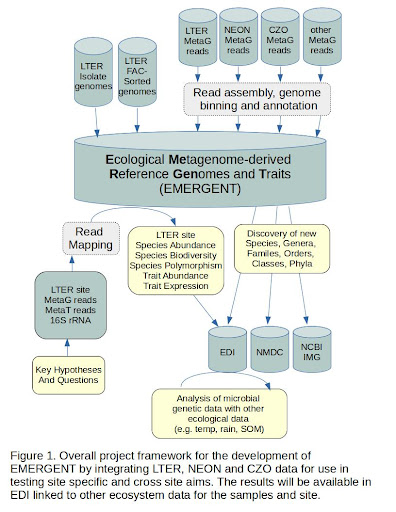 LTER
MetaG
reads
NEON
MetaG
reads
CZO
MetaG
reads
other
MetaG
reads
LTER
Isolate
genomes
LTER
FAC-
Sorted
genomes
Read assembly, genome
binning and annotation
Ecological Metagenome-derived
Reference Genomes and Traits
(EMERGENT)
Read
Mapping
LTER site
Species Abundance
Species Biodiversity
Species Polymorphism
Trait Abundance
Trait Expression
Discovery of new
Species, Genera,
Familes, Orders,
Classes, Phyla
LTER site
MetaG reads
MetaT reads
16S rRNA
EDI
NMDC
NCBI
IMG
Key Hypotheses
And Questions
Analysis of microbial
genetic data with other
ecological data
(e.g. temp, rain, SOM)
Figure 1. Overall project framework for the development of
EMERGENT by integrating LTER, NEON and CZO data for use in
testing site specific and cross site aims. The results will be available in
EDI linked to other ecosystem data for the samples and site.